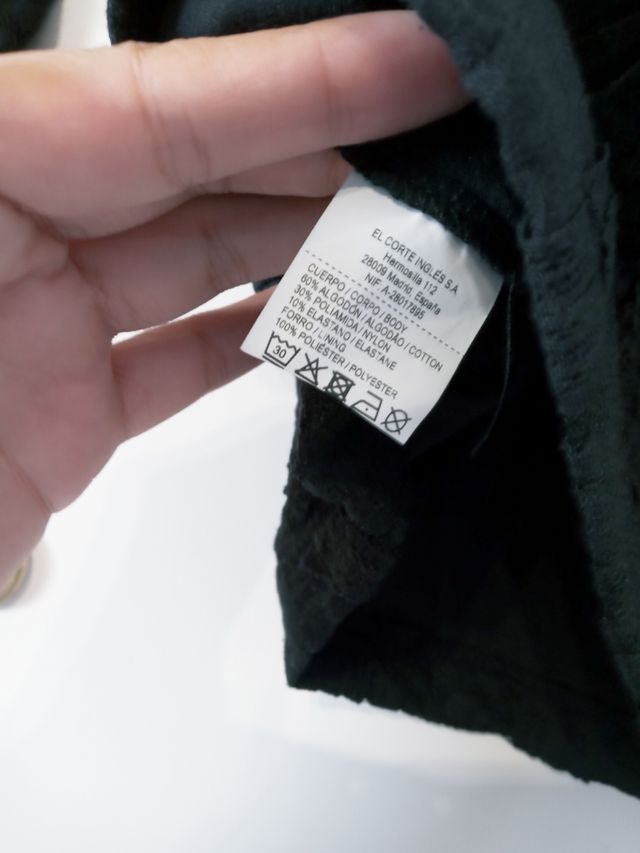 EL CORTE INGLÉS S.A
Hermosilla 112
28009 Madrid, España
NIF: A-28017895
CUERPO / CORPO / BODY
60% ALGODÓN / ALGODÃO / COTTON
30% POLIAMIDA / NYLON
10% ELASTANO / ELASTANE
FORRO / LINING
100% POLIÉSTER / POLYESTER
30